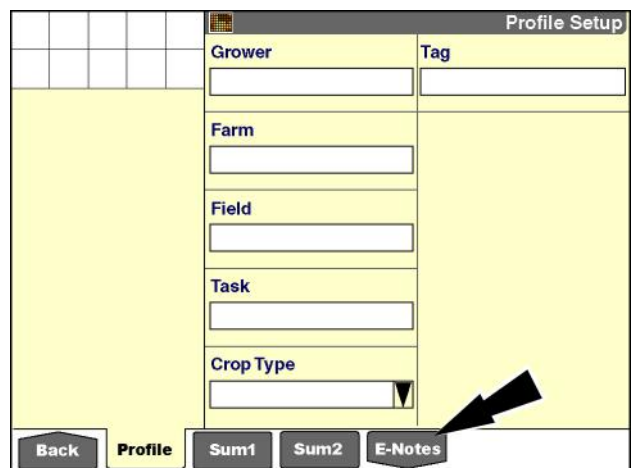 Profile Setup
Grower
Tag
Farm
Field
Task
Crop Type
Back
Profile
Sum1
Sum2
E-Notes